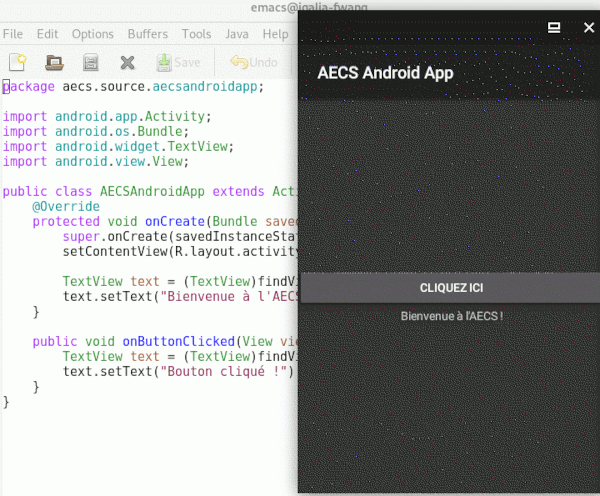 emacs@igalia-fwang
File Edit Options Buffers Tools Java Help
Save Undo
package aecs.source.aecsandroidapp;
import android.app.Activity;
import android.os.Bundle;
import android.widget.TextView;
import android.view.View;
public class AECSAndroidApp extends Acti
@Override
protected void onCreate(Bundle saved
super.onCreate(savedInstanceStat
setContentView(R.layout.activity
TextView text = (TextView)findVi
text.setText("Bienvenue à l'AECS
}
public void onButtonClicked(View vie
TextView text = (TextView)findVi
text.setText("Bouton cliqué !")
}
}
AECS Android App
CLIQUEZ ICI
Bienvenue à l'AECS !